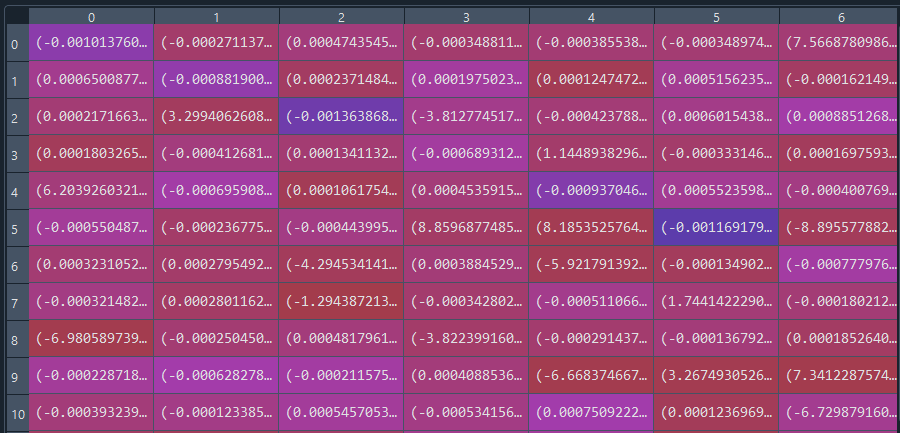 0 1 2 3 4 5 6
0 (-0.001013760… (-0.000271137… (0.0004743545… (-0.000348811… (-0.000385538… (-0.000348974… (7.5668780986…
1 (0.0006500877… (-0.000881900… (0.0002371484… (0.0001975023… (0.0001247472… (0.0005156235… (-0.000162149…
2 (0.0002171663… (3.2994062608… (-0.001363868… (-3.812774517… (-0.000423788… (0.0006015438… (0.0008851268…
3 (0.0001803265… (-0.000412681… (0.0001341132… (-0.000689312… (1.1448938296… (-0.000333146… (0.0001697593…
4 (6.2039260321… (-0.000695908… (0.0001061754… (0.0004535915… (-0.000937046… (0.0005523598… (-0.000400769…
5 (-0.000550487… (-0.000236775… (-0.000443995… (8.8596877485… (8.1853525764… (-0.001169179… (-8.895577882…
6 (0.0003231052… (0.0002795492… (-4.294534141… (0.0003884529… (-5.921791392… (-0.000134902… (-0.000777976…
7 (-0.000321482… (0.0002801162… (-1.294387213… (-0.000342802… (-0.000511066… (1.7441422290… (-0.000180212…
8 (-6.980589739… (-0.000250450… (0.0004817961… (-3.822399160… (-0.000291437… (-0.000136792… (0.0001852640…
9 (-0.000228718… (-0.000628278… (-0.000211575… (0.0004088536… (-6.668374667… (3.2674930526… (7.3412287574…
10 (-0.000393239… (-0.000123385… (0.0005457053… (-0.000534156… (0.0007509222… (0.0001236969… (-6.729879160…